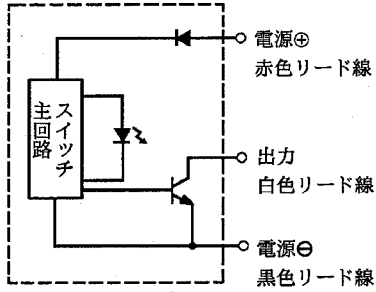 電源⊕
赤色リード線
スイッチ
主回路
出力
白色リード線
電源⊖
黒色リード線